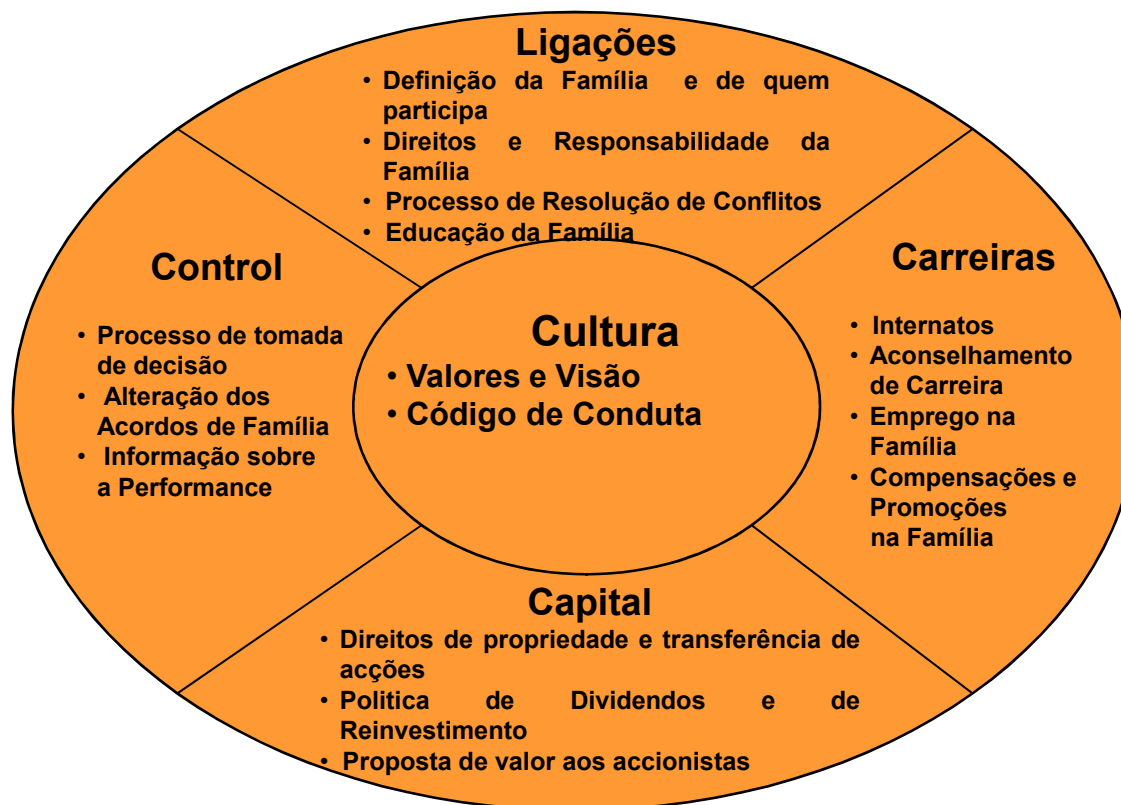 Ligações
• Definição da Família e de quem
participa
• Direitos e Responsabilidade da
Família
• Processo de Resolução de Conflitos
• Educação da Família
Control
• Processo de tomada
de decisão
• Alteração dos
Acordos de Família
• Informação sobre
a Performance
Cultura
• Valores e Visão
• Código de Conduta
Carreiras
• Internatos
• Aconselhamento
de Carreira
• Emprego na
Família
• Compensações e
Promoções
na Família
Capital
• Direitos de propriedade e transferência de
acções
• Politica de Dividendos e de
Reinvestimento
• Proposta de valor aos accionistas